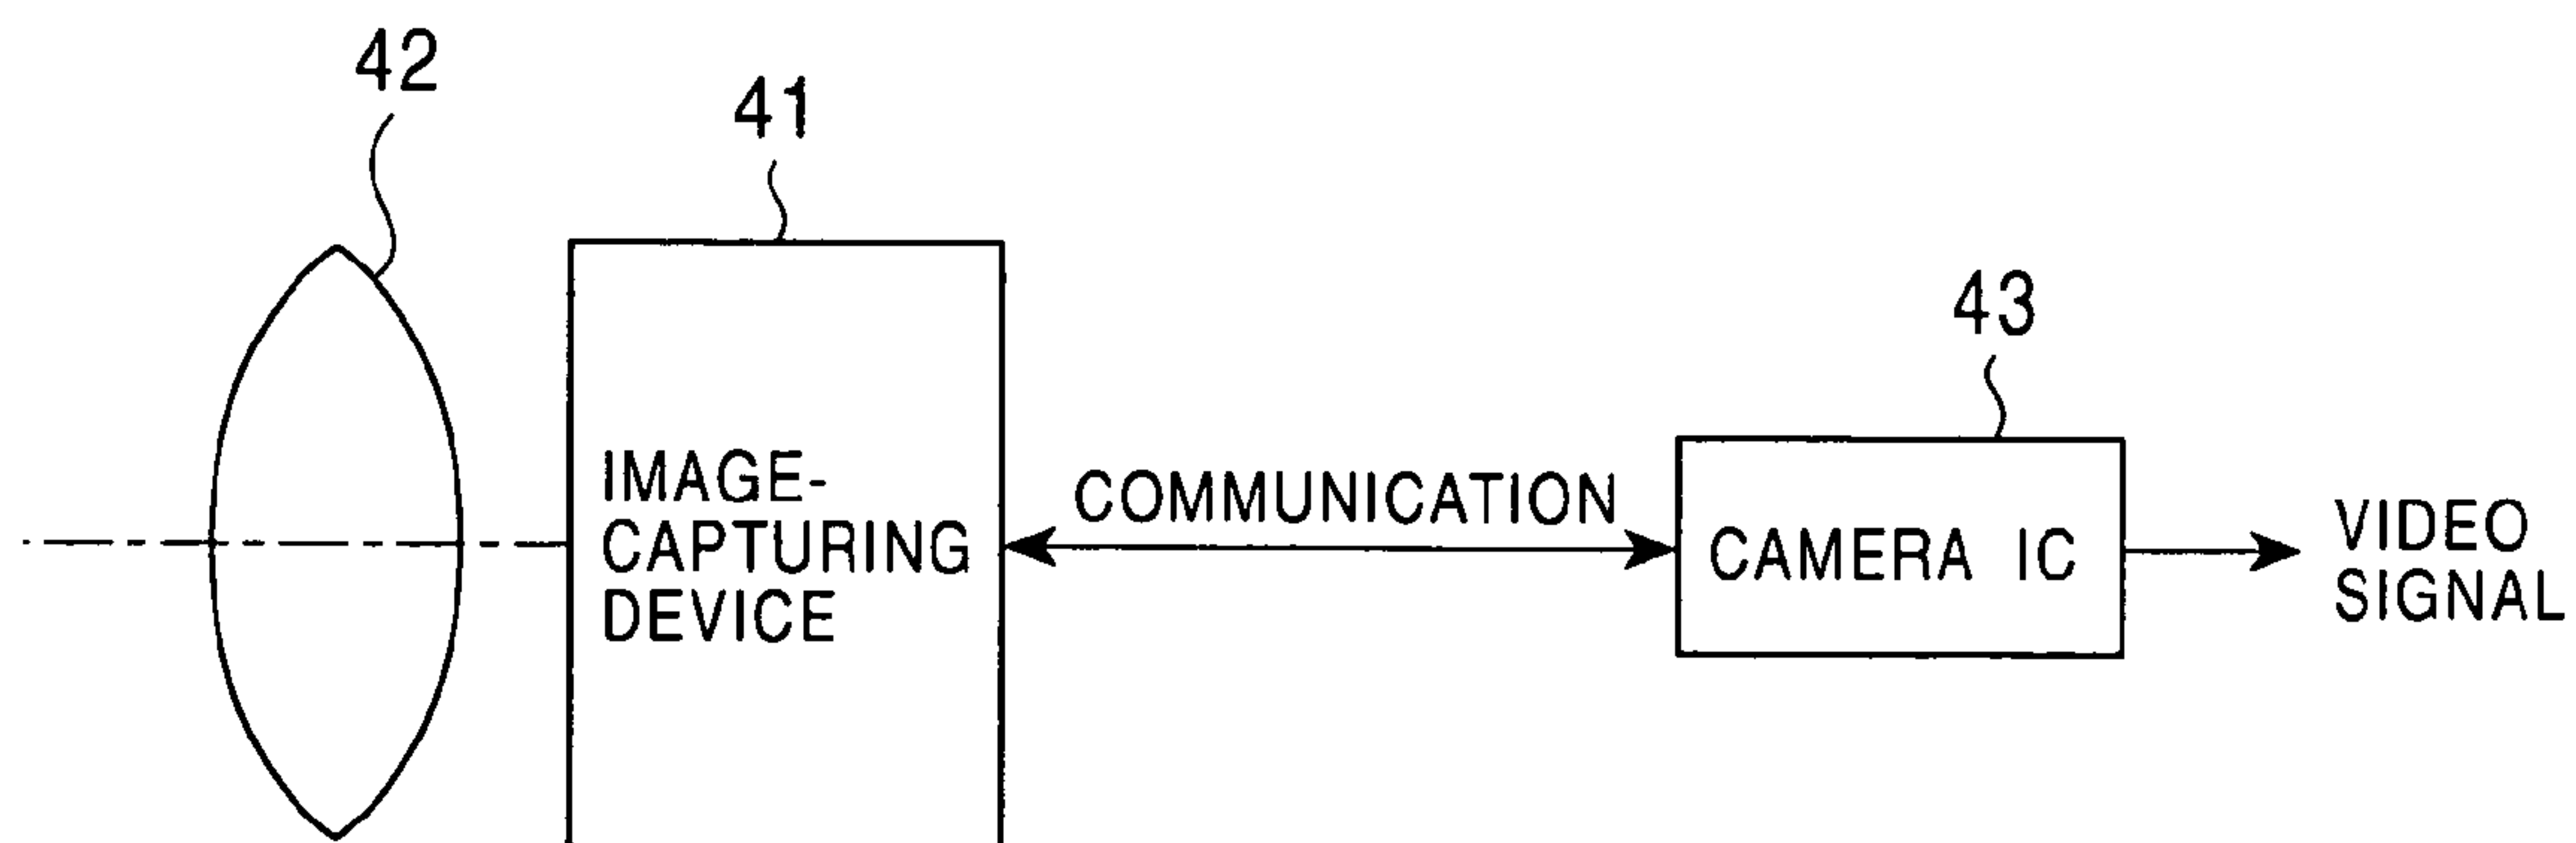 42
41
43
IMAGE-
CAPTURING
DEVICE
COMMUNICATION
CAMERA IC
VIDEO
SIGNAL